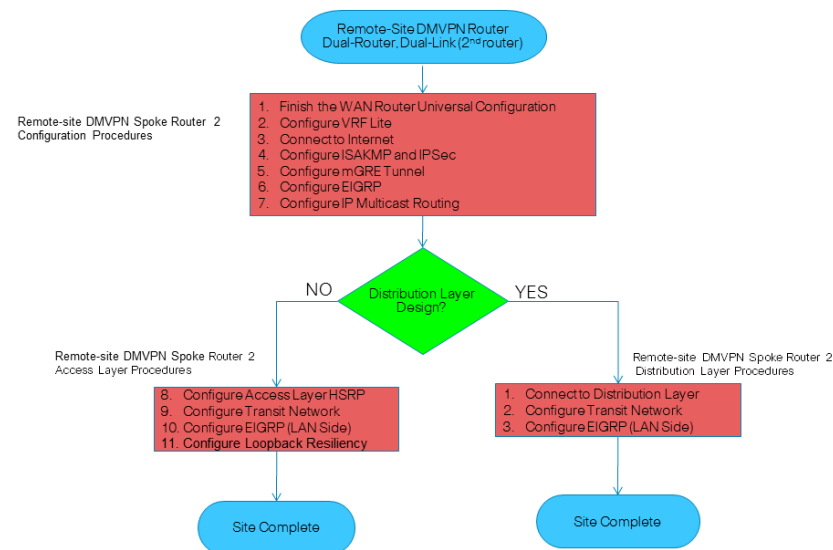 Remote-Site DMVPN Router
Dual-Router, Dual-Link (2nd router)
Remote-site DMVPN Spoke Router 2
Configuration Procedures
1. Finish the WAN Router Universal Configuration
2. Configure VRF Lite
3. Connect to Internet
4. Configure ISAKMP and IPSec
5. Configure mGRE Tunnel
6. Configure EIGRP
7. Configure IP Multicast Routing
Distribution Layer
Design?
NO
YES
Remote-site DMVPN Spoke Router 2
Access Layer Procedures
8. Configure Access Layer HSRP
9. Configure Transit Network
10. Configure EIGRP (LAN Side)
11. Configure Loopback Resiliency
Site Complete
Remote-site DMVPN Spoke Router 2
Distribution Layer Procedures
1. Connect to Distribution Layer
2. Configure Transit Network
3. Configure EIGRP (LAN Side)
Site Complete